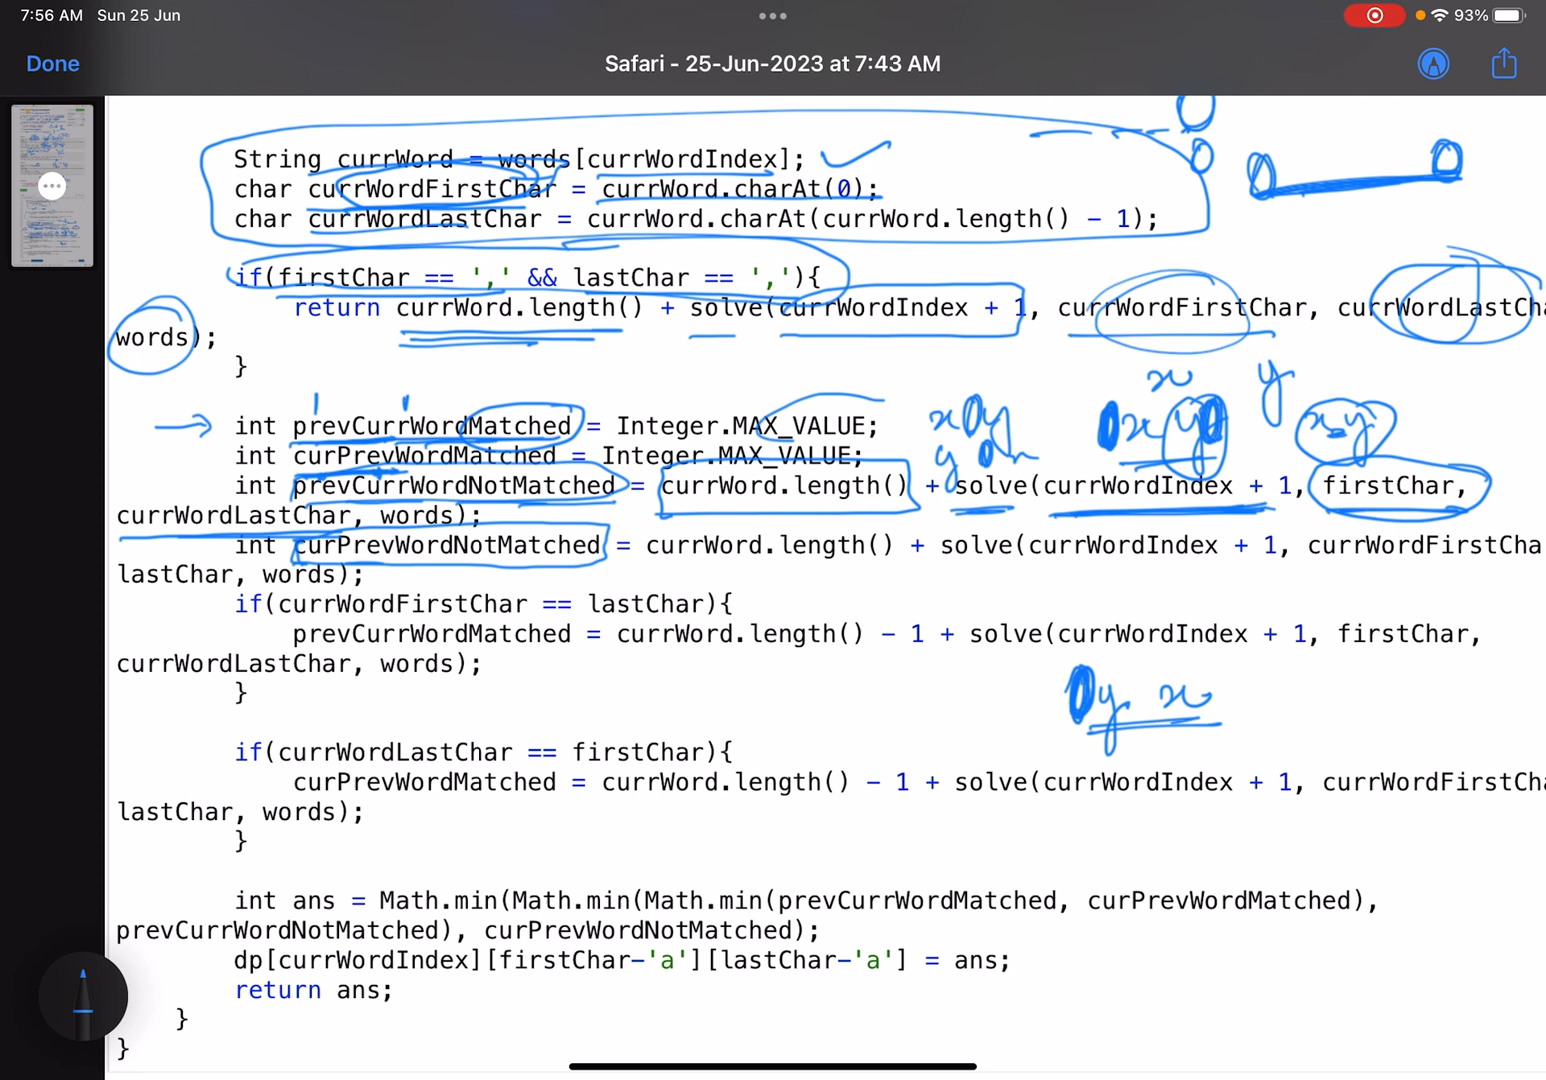 7:56 AM Sun 25 Jun
93%
Done
Safari - 25-Jun-2023 at 7:43 AM
String currWord = words[currWordIndex];
char currWordFirstChar = currWord.charAt(0);
char currWordLastChar = currWord.charAt(currWord.length() - 1);
if(firstChar == ',' && lastChar == ','){
return currWord.length() + solve(currWordIndex + 1, currWordFirstChar, currWordLastCha
words);
}
x y
int prevCurrWordMatched = Integer.MAX_VALUE;
x y
x y
x-y
int curPrevWordMatched = Integer.MAX_VALUE;
y x
int prevCurrWordNotMatched = currWord.length() + solve(currWordIndex + 1, firstChar,
currWordLastChar, words);
int curPrevWordNotMatched = currWord.length() + solve(currWordIndex + 1, currWordFirstCha
lastChar, words);
if(currWordFirstChar == lastChar){
prevCurrWordMatched = currWord.length() - 1 + solve(currWordIndex + 1, firstChar,
currWordLastChar, words);
}
y x
if(currWordLastChar == firstChar){
curPrevWordMatched = currWord.length() - 1 + solve(currWordIndex + 1, currWordFirstCha
lastChar, words);
}
int ans = Math.min(Math.min(Math.min(prevCurrWordMatched, curPrevWordMatched),
prevCurrWordNotMatched), curPrevWordNotMatched);
dp[currWordIndex][firstChar-'a'][lastChar-'a'] = ans;
return ans;
}
}